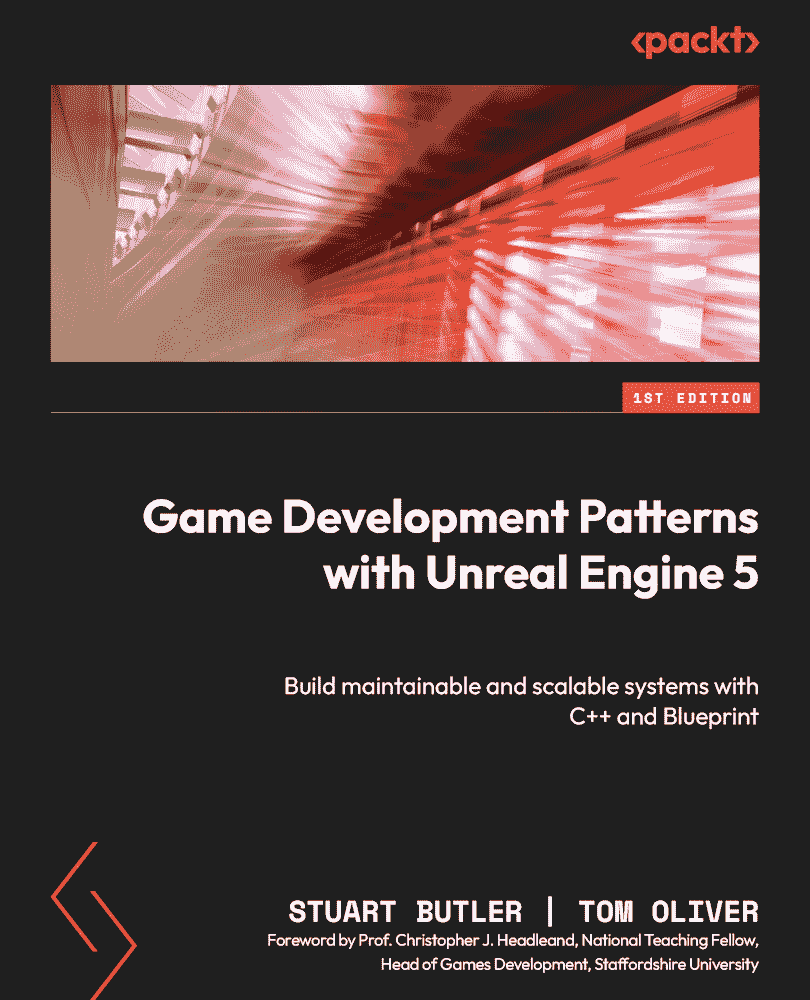 <packt>
1ST EDITION
Game Development Patterns
with Unreal Engine 5
Build maintainable and scalable systems with
C++ and Blueprint
STUART BUTLER | TOM OLIVER
Foreword by Prof. Christopher J. Headleand, National Teaching Fellow,
Head of Games Development, Staffordshire University